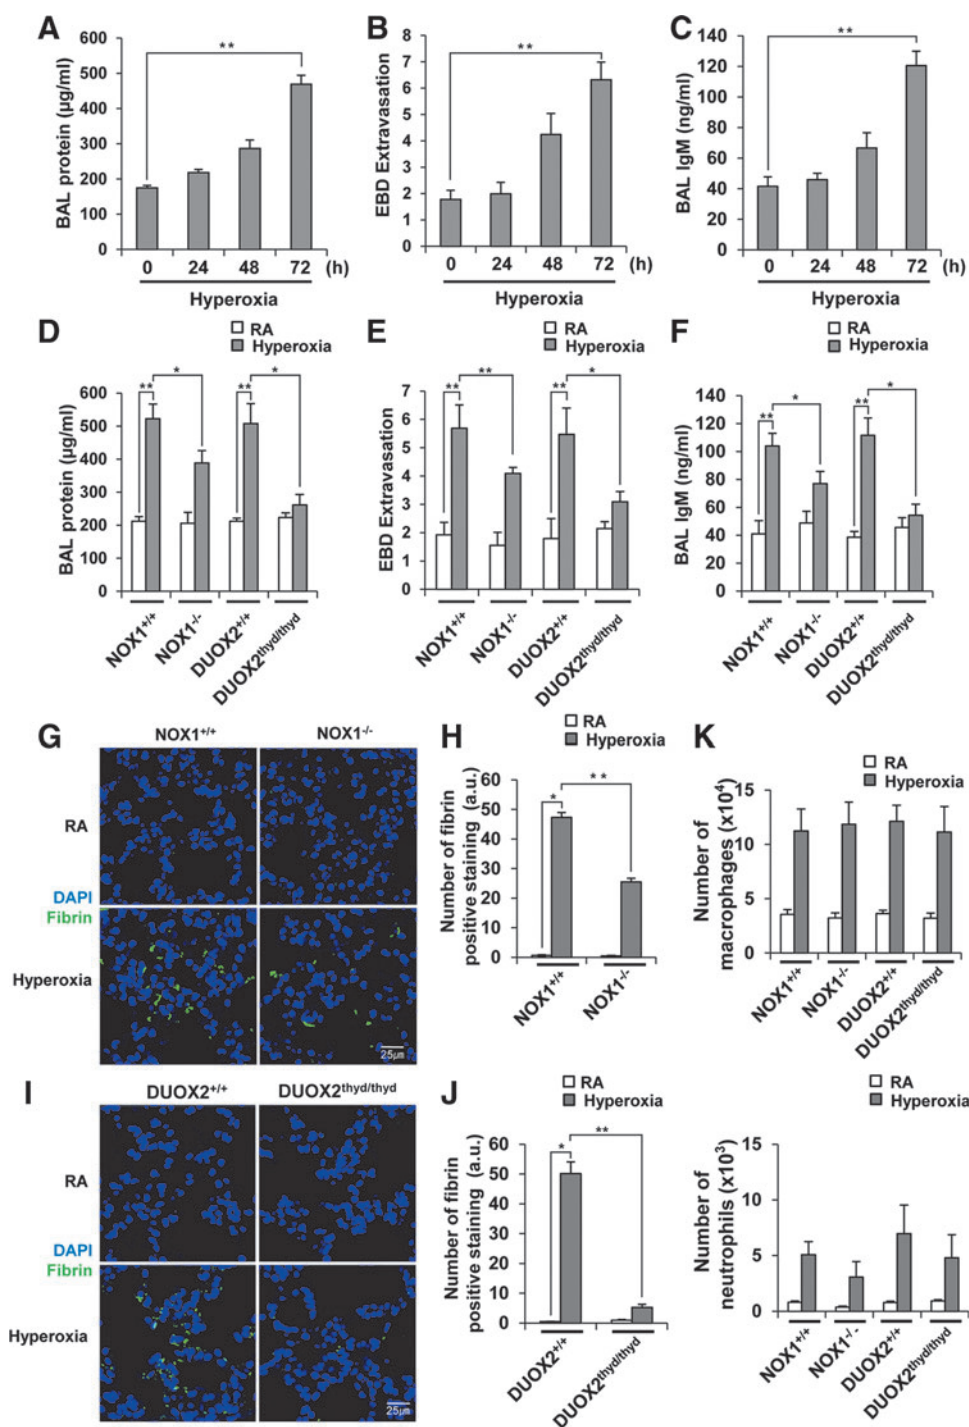 A
BAL protein (µg/ml)
600
500
400
300
200
100
0
**
0 24 48 72 (h)
Hyperoxia
B
EBD Extravasation
8
7
6
5
4
3
2
1
0
**
0 24 48 72 (h)
Hyperoxia
C
BAL IgM (ng/ml)
140
120
100
80
60
40
20
0
**
0 24 48 72 (h)
Hyperoxia
D
RA
Hyperoxia
BAL protein (µg/ml)
600
500
400
300
200
100
0
** * ** *
NOX1+/+
NOX1-/-
DUOX2+/+
DUOX2thyd/thyd
E
RA
Hyperoxia
EBD Extravasation
7
6
5
4
3
2
1
0
** ** ** *
NOX1+/+
NOX1-/-
DUOX2+/+
DUOX2thyd/thyd
F
RA
Hyperoxia
BAL IgM (ng/ml)
140
120
100
80
60
40
20
0
** * ** *
NOX1+/+
NOX1-/-
DUOX2+/+
DUOX2thyd/thyd
G
NOX1+/+ NOX1-/-
RA
DAPI
Fibrin
Hyperoxia
25µm
H
RA
Hyperoxia
Number of fibrin
positive staining (a.u.)
60
50
40
30
20
10
0
* **
NOX1+/+
NOX1-/-
K
RA
Hyperoxia
Number of
macrophages (x10⁴)
15
10
5
0
NOX1+/+
NOX1-/-
DUOX2+/+
DUOX2thyd/thyd
I
DUOX2+/+ DUOX2thyd/thyd
RA
DAPI
Fibrin
Hyperoxia
25µm
J
RA
Hyperoxia
Number of fibrin
positive staining (a.u.)
60
50
40
30
20
10
0
* **
DUOX2+/+
DUOX2thyd/thyd
RA
Hyperoxia
Number of
neutrophils (x10³)
15
10
5
0
NOX1+/+
NOX1-/-
DUOX2+/+
DUOX2thyd/thyd